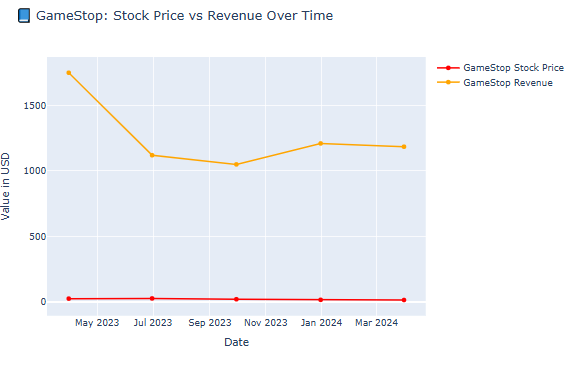 📘 GameStop: Stock Price vs Revenue Over Time
GameStop Stock Price
GameStop Revenue
Value in USD
1500
1000
500
0
May 2023 Jul 2023 Sep 2023 Nov 2023 Jan 2024 Mar 2024
Date